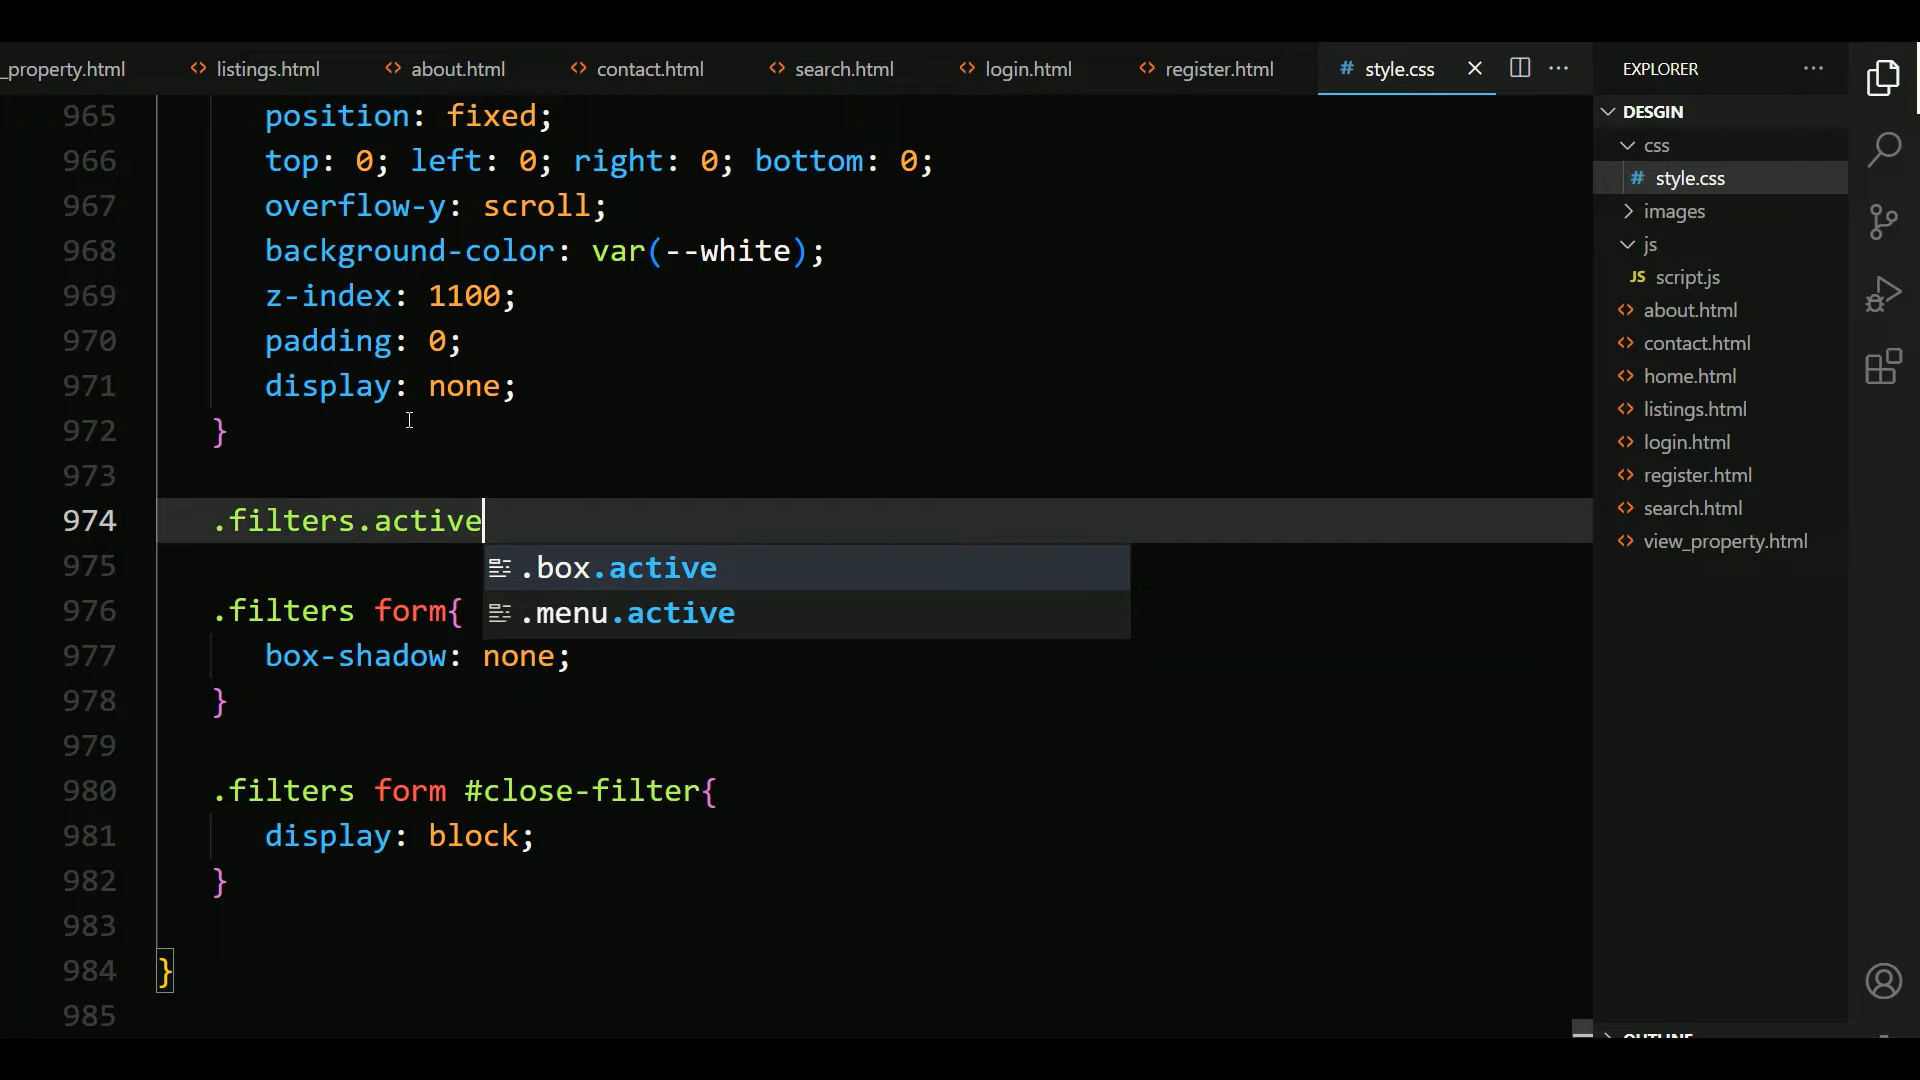 _property.html
listings.html
about.html
contact.html
search.html
login.html
register.html
# style.css
EXPLORER
965 position: fixed;
966 top: 0; left: 0; right: 0; bottom: 0;
967 overflow-y: scroll;
968 background-color: var(--white);
969 z-index: 1100;
970 padding: 0;
971 display: none;
972 }
973
974 .filters.active
.box.active
.menu.active
975
976 .filters form{
977 box-shadow: none;
978 }
979
980 .filters form #close-filter{
981 display: block;
982 }
983
984 }
985
DESGIN
css
# style.css
images
js
JS script.js
about.html
contact.html
home.html
listings.html
login.html
register.html
search.html
view_property.html
OUTLINE